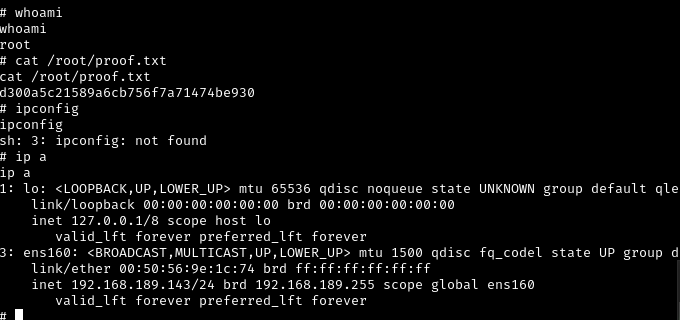 # whoami
whoami
root
# cat /root/proof.txt
cat /root/proof.txt
d300a5c21589a6cb756f7a71474be930
# ipconfig
ipconfig
sh: 3: ipconfig: not found
# ip a
ip a
1: lo: <LOOPBACK,UP,LOWER_UP> mtu 65536 qdisc noqueue state UNKNOWN group default qle
    link/loopback 00:00:00:00:00:00 brd 00:00:00:00:00:00
    inet 127.0.0.1/8 scope host lo
       valid_lft forever preferred_lft forever
3: ens160: <BROADCAST,MULTICAST,UP,LOWER_UP> mtu 1500 qdisc fq_codel state UP group d
    link/ether 00:50:56:9e:1c:74 brd ff:ff:ff:ff:ff:ff
    inet 192.168.189.143/24 brd 192.168.189.255 scope global ens160
       valid_lft forever preferred_lft forever
#